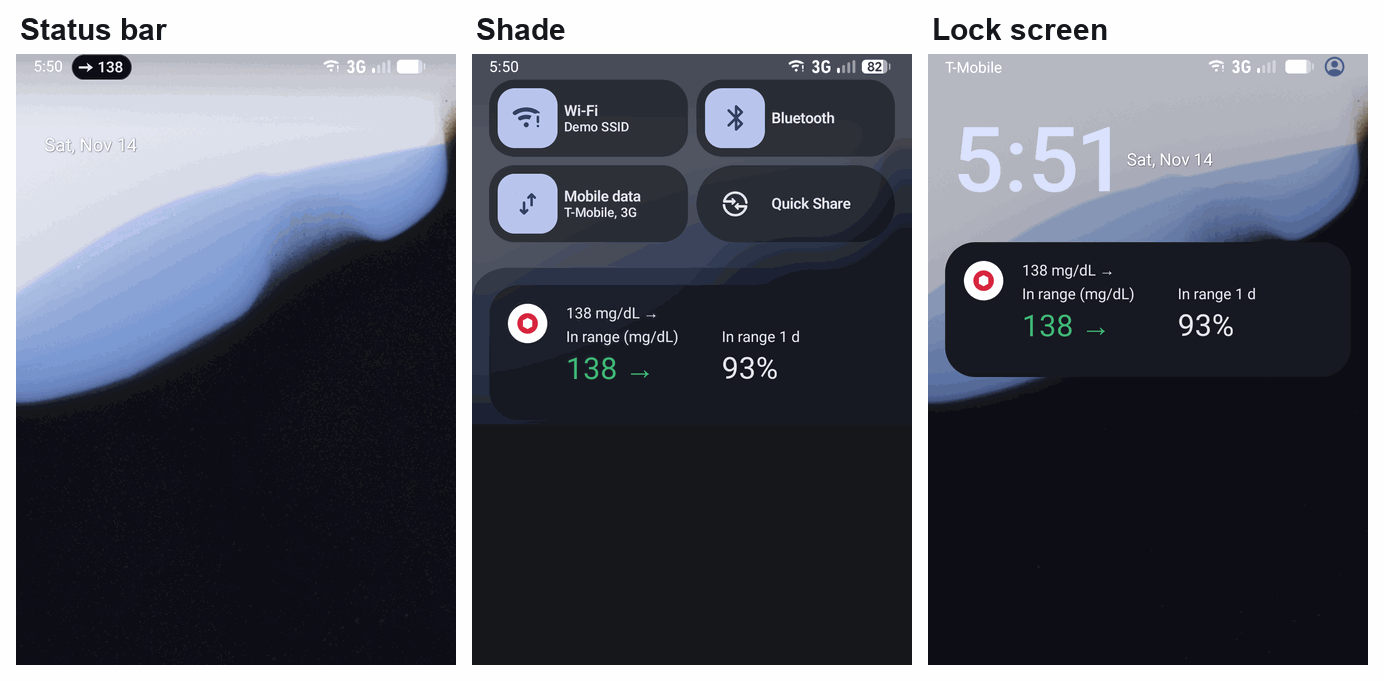 Status bar
5:50 → 138 3G
Sat, Nov 14
Shade
5:50 3G 82
Wi-Fi
Demo SSID
Bluetooth
Mobile data
T-Mobile, 3G
Quick Share
138 mg/dL →
In range (mg/dL) In range 1 d
138 → 93%
Lock screen
T-Mobile 3G
5:51 Sat, Nov 14
138 mg/dL →
In range (mg/dL) In range 1 d
138 → 93%